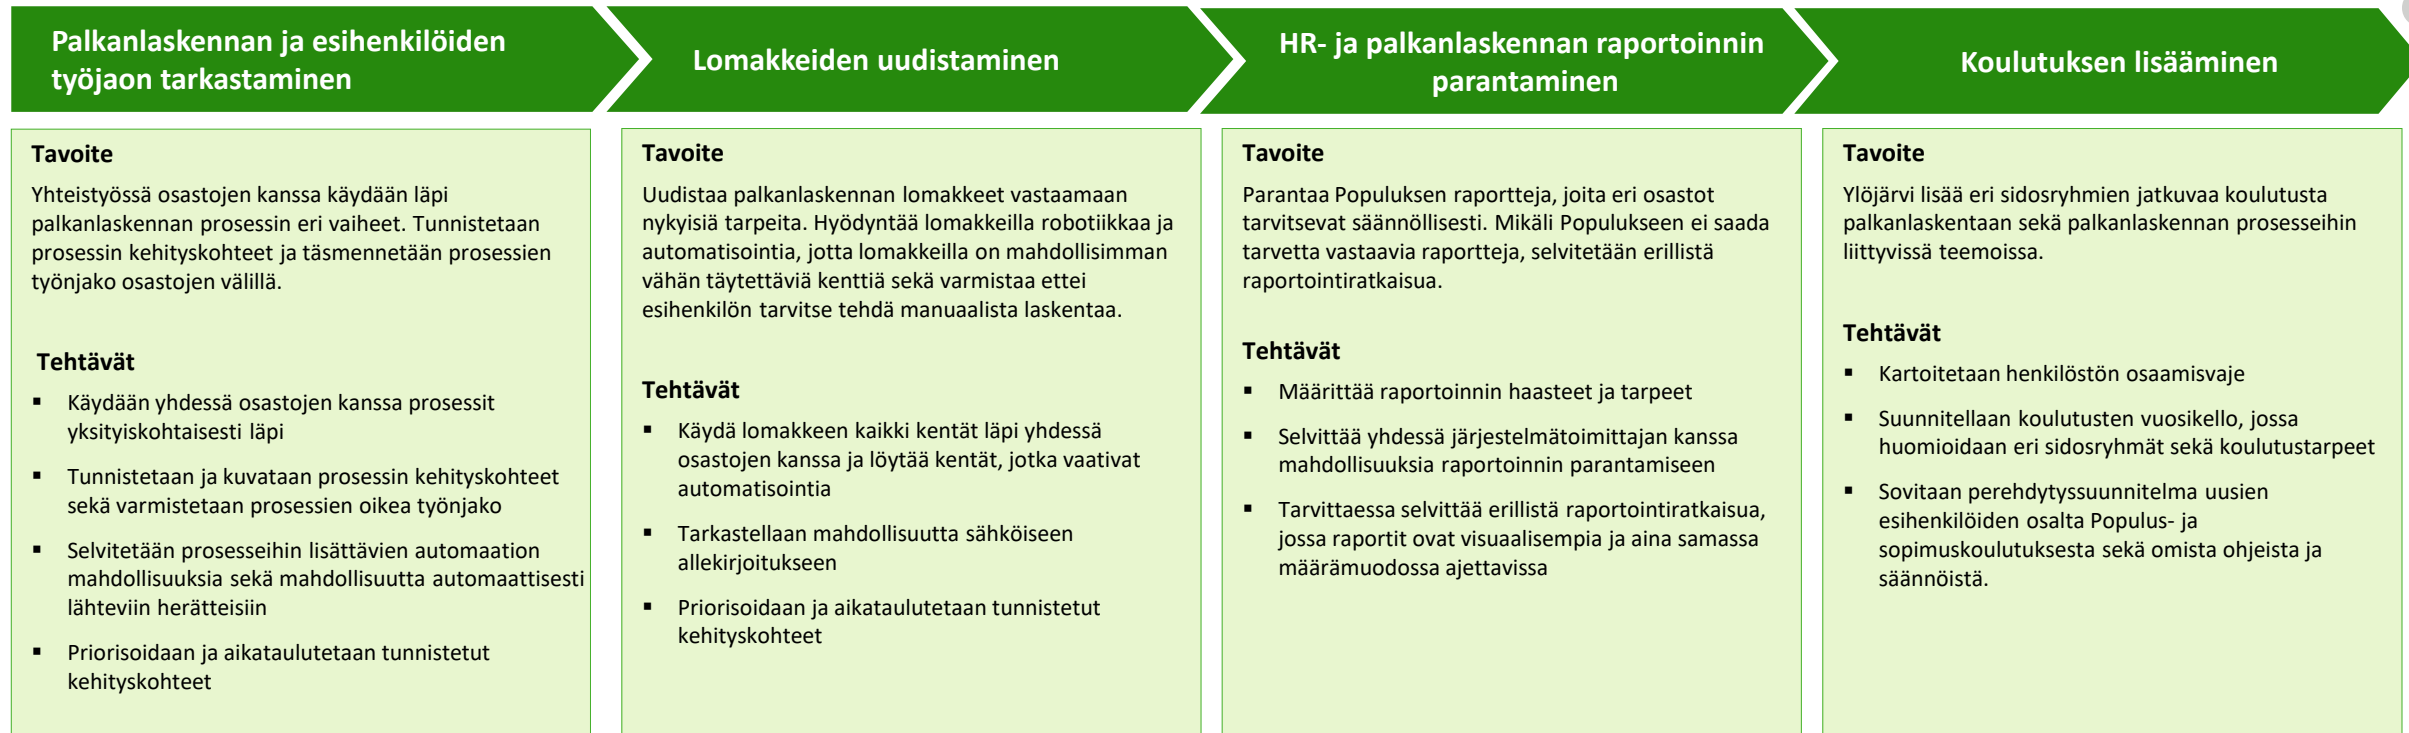 Palkanlaskennan ja esihenkilöiden
työjaon tarkastaminen
Lomakkeiden uudistaminen
HR- ja palkanlaskennan raportoinnin
parantaminen
Koulutuksen lisääminen
Tavoite
Yhteistyössä osastojen kanssa käydään läpi
palkanlaskennan prosessin eri vaiheet. Tunnistetaan
prosessin kehityskohteet ja täsmennetään prosessien
työnjako osastojen välillä.
Tehtävät
▪ Käydään yhdessä osastojen kanssa prosessit
yksityiskohtaisesti läpi
▪ Tunnistetaan ja kuvataan prosessin kehityskohteet
sekä varmistetaan prosessien oikea työnjako
▪ Selvitetään prosesseihin lisättävien automaation
mahdollisuuksia sekä mahdollisuutta automaattisesti
lähteviin herätteisiin
▪ Priorisoidaan ja aikataulutetaan tunnistetut
kehityskohteet
Tavoite
Uudistaa palkanlaskennan lomakkeet vastaamaan
nykyisiä tarpeita. Hyödyntää lomakkeilla robotiikkaa ja
automatisointia, jotta lomakkeilla on mahdollisimman
vähän täytettäviä kenttiä sekä varmistaa ettei
esihenkilön tarvitse tehdä manuaalista laskentaa.
Tehtävät
▪ Käydä lomakkeen kaikki kentät läpi yhdessä
osastojen kanssa ja löytää kentät, jotka vaativat
automatisointia
▪ Tarkastellaan mahdollisuutta sähköiseen
allekirjoitukseen
▪ Priorisoidaan ja aikataulutetaan tunnistetut
kehityskohteet
Tavoite
Parantaa Populuksen raportteja, joita eri osastot
tarvitsevat säännöllisesti. Mikäli Populukseen ei saada
tarvetta vastaavia raportteja, selvitetään erillistä
raportointiratkaisua.
Tehtävät
▪ Määrittää raportoinnin haasteet ja tarpeet
▪ Selvittää yhdessä järjestelmätoimittajan kanssa
mahdollisuuksia raportoinnin parantamiseen
▪ Tarvittaessa selvittää erillistä raportointiratkaisua,
jossa raportit ovat visuaalisempia ja aina samassa
määrämuodossa ajettavissa
Tavoite
Ylöjärvi lisää eri sidosryhmien jatkuvaa koulutusta
palkanlaskentaan sekä palkanlaskennan prosesseihin
liittyvissä teemoissa.
Tehtävät
▪ Kartoitetaan henkilöstön osaamisvaje
▪ Suunnitellaan koulutusten vuosikello, jossa
huomioidaan eri sidosryhmät sekä koulutustarpeet
▪ Sovitaan perehdytyssuunnitelma uusien
esihenkilöiden osalta Populus- ja
sopimuskoulutuksesta sekä omista ohjeista ja
säännöistä.